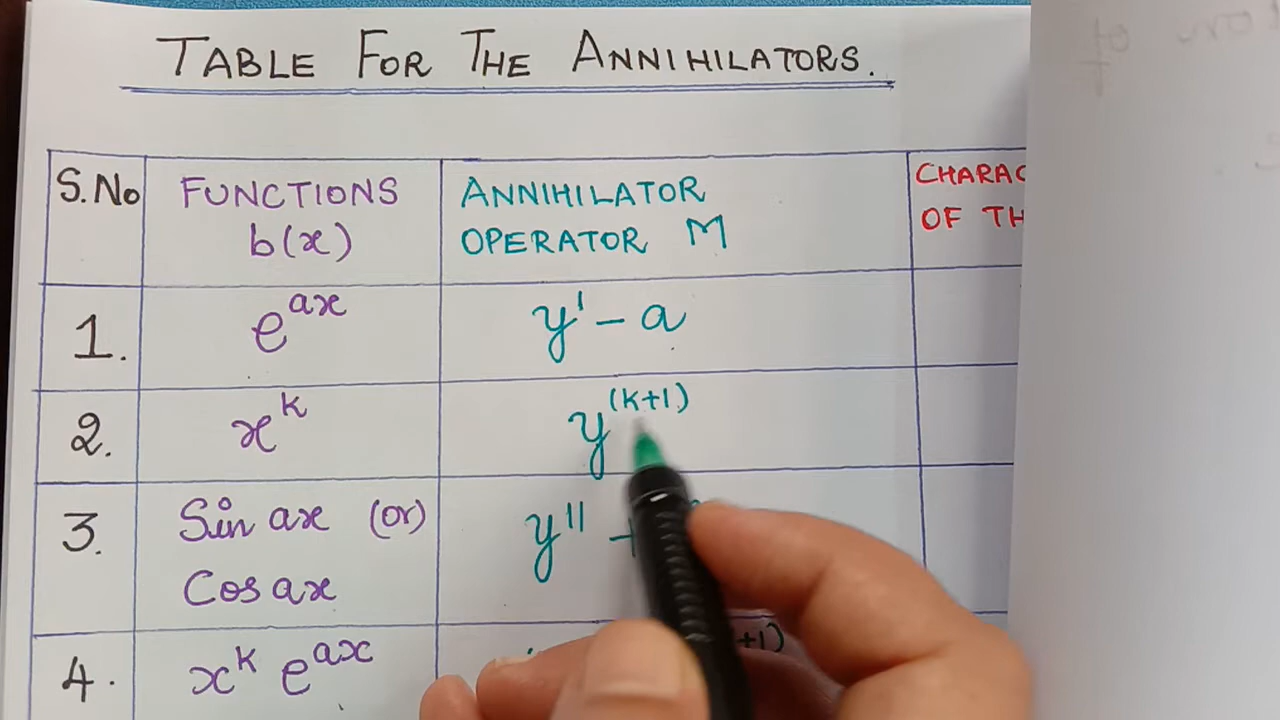 TABLE FOR THE ANNIHILATORS.
S.No FUNCTIONS b(x) ANNIHILATOR OPERATOR M CHARAC OF TH
1. e^{ax} y' - a
2. x^k y^{(k+1)}
3. Sin ax (or) Cos ax y'' +
4. x^k e^{ax} +1)